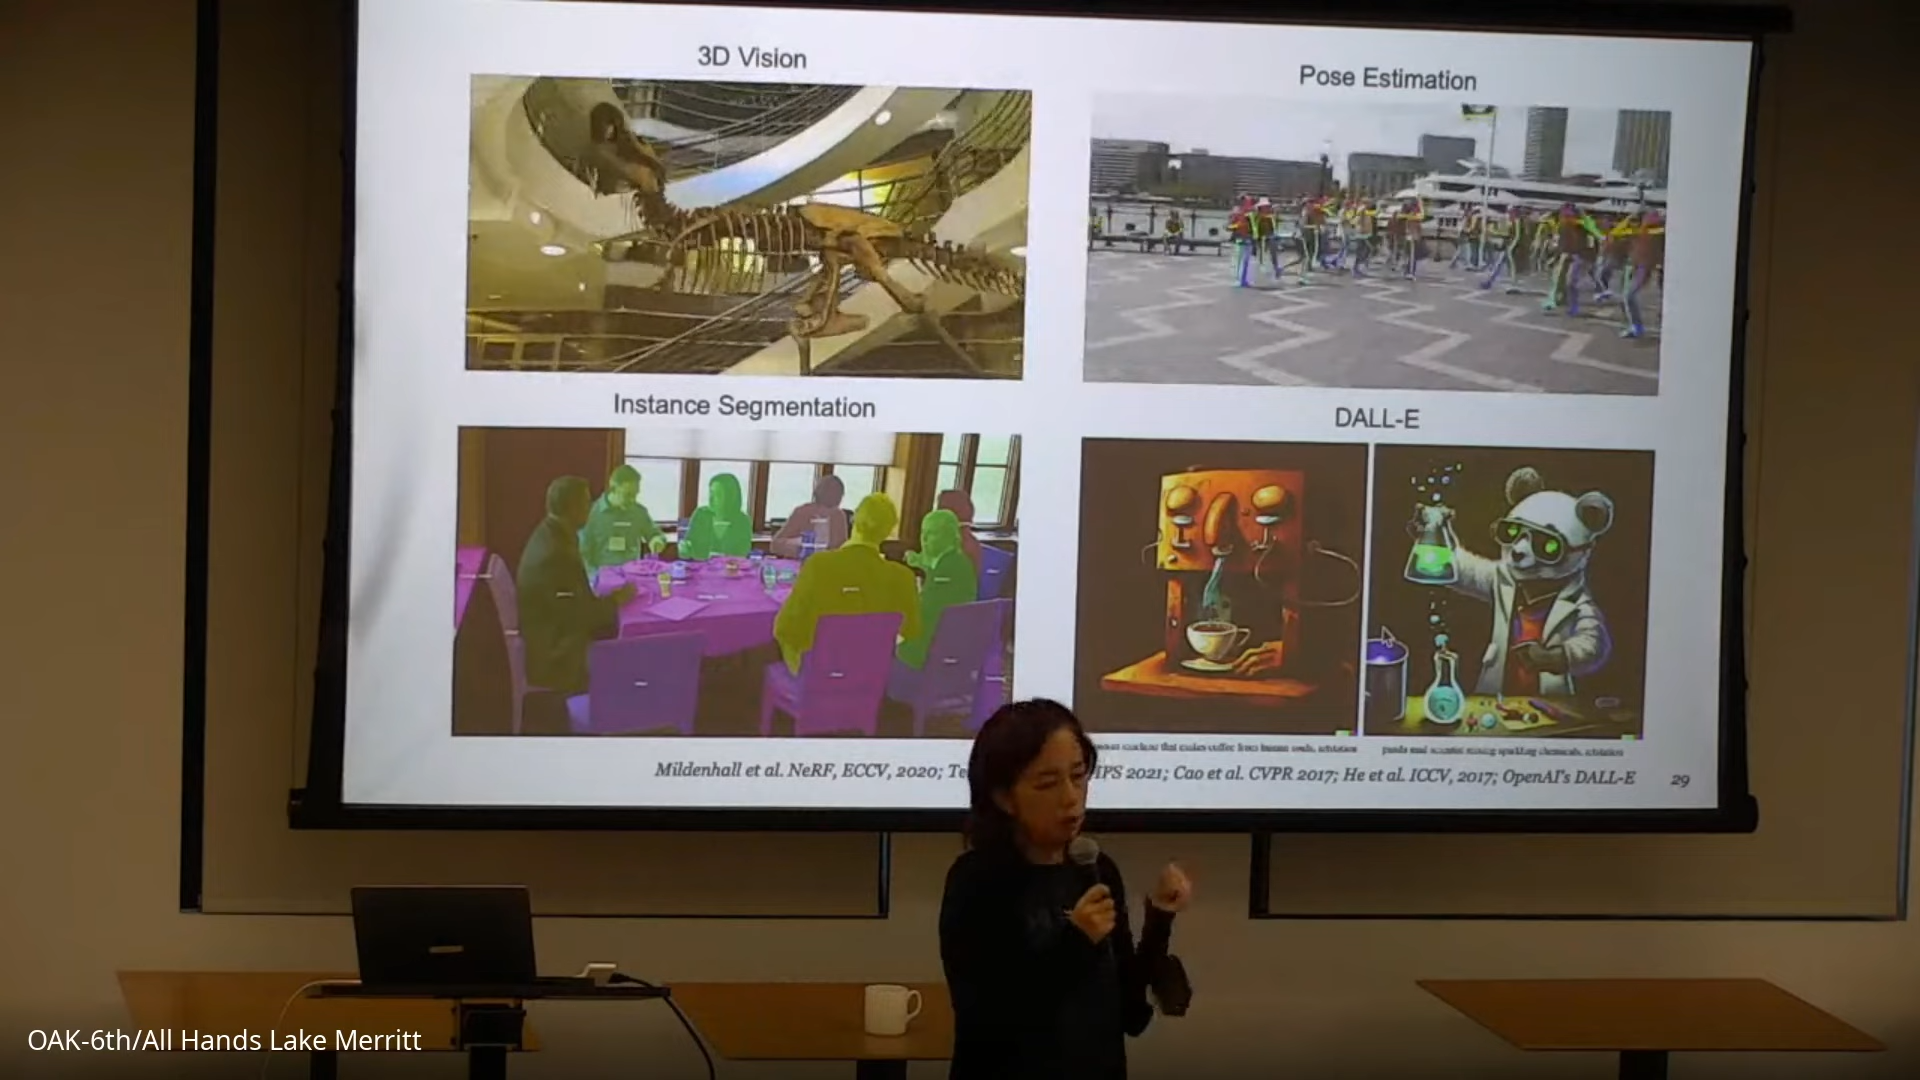 3D Vision
Pose Estimation
Instance Segmentation
DALL-E
Mildenhall et al. NeRF, ECCV, 2020; 2021; Cao et al. CVPR 2017; He et al. ICCV, 2017; OpenAI's DALL-E
29
OAK-6th/All Hands Lake Merritt